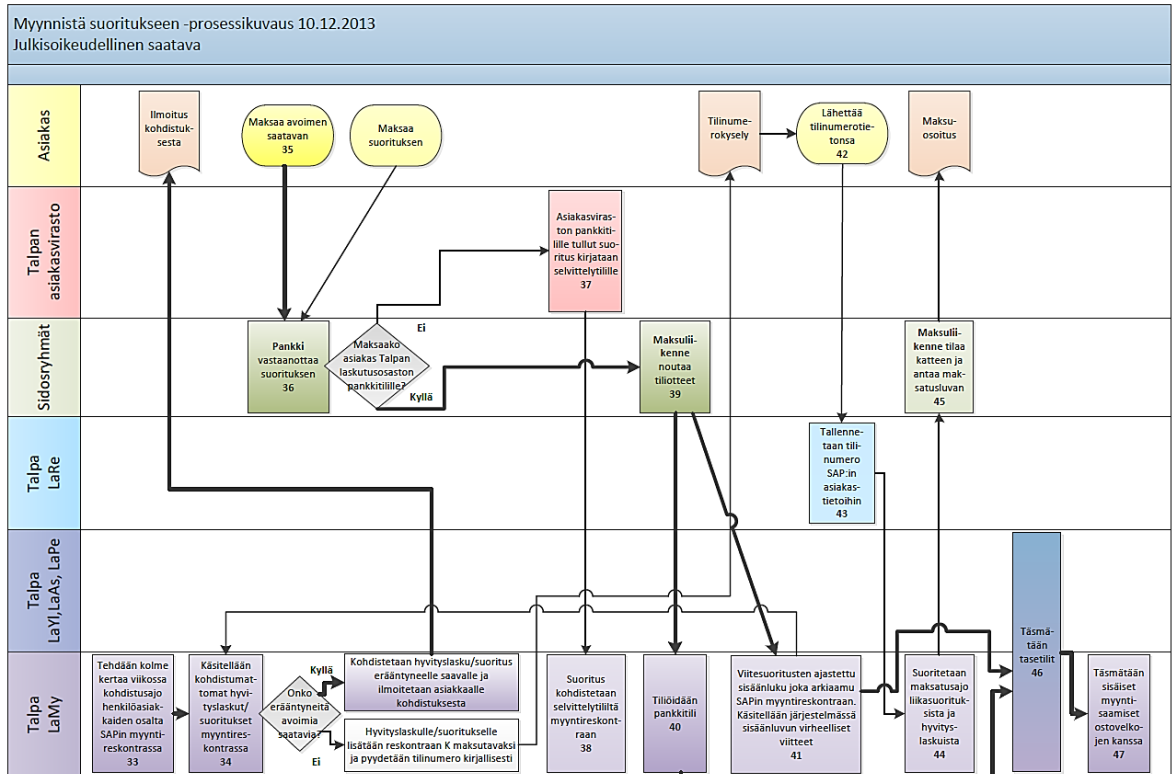 Myynnistä suoritukseen -prosessikuvaus 10.12.2013
Julkisoikeudellinen saatava
Asiakas
Ilmoitus
kohdistuk-
sesta
Maksaa avoimen
saatavan
35
Maksaa
suorituksen
Tilinume-
rokysely
Lähettää
tilinumerotie-
tonsa
42
Maksu-
osoitus
Talpan
asiakasvirasto
Asiakasviras-
ton pankkiti-
lille tullut suo-
ritus kirjataan
selvittelytilille
37
Sidosryhmät
Pankki
vastaanottaa
suorituksen
36
Maksaako
asiakas Talpan
laskutusosaston
pankkitilille?
Ei
Kyllä
Maksulii-
kenne
noutaa
tiliotteet
39
Maksulii-
kenne tilaa
katteen ja
antaa mak-
satusluvan
45
Talpa
LaRe
Tallenne-
taan tili-
numero
SAP:in
asiakas-
tietoihin
43
Talpa
LaYl,LaAs, LaPe
Täsmä-
tään
tasetilit
46
Talpa
LaMy
Tehdään kolme
kertaa viikossa
kohdistusajo
henkilöasiak-
kaiden osalta
SAPin myynti-
reskontrassa
33
Käsitellään
kohdistumat-
tomat hyvi-
tyslaskut/
suoritukset
myyntires-
kontrassa
34
Onko
erääntyneitä
avoimia
saatavia?
Kyllä
Ei
Kohdistetaan hyvityslasku/suoritus
erääntyneelle saavalle ja
ilmoitetaan asiakkaalle
kohdistuksesta
Hyvityslaskulle/suoritukselle
lisätään reskontraan K maksutavaksi
ja pyydetään tilinumero kirjallisesti
Suoritus
kohdistetaan
selvittelytililtä
myyntireskont-
raan
38
Tiliöidään
pankkitili
40
Viitesuoritusten ajastettu
sisäänluku joka arkiaamu
SAPin myyntireskontraan.
Käsitellään järjestelmässä
sisäänluvun virheelliset
viitteet
41
Suoritetaan
maksatusajo
liikasuorituk-
sista ja
hyvitys-
laskuista
44
Täsmätään
sisäiset
myynti-
saamiset
ostovelko-
jen kanssa
47